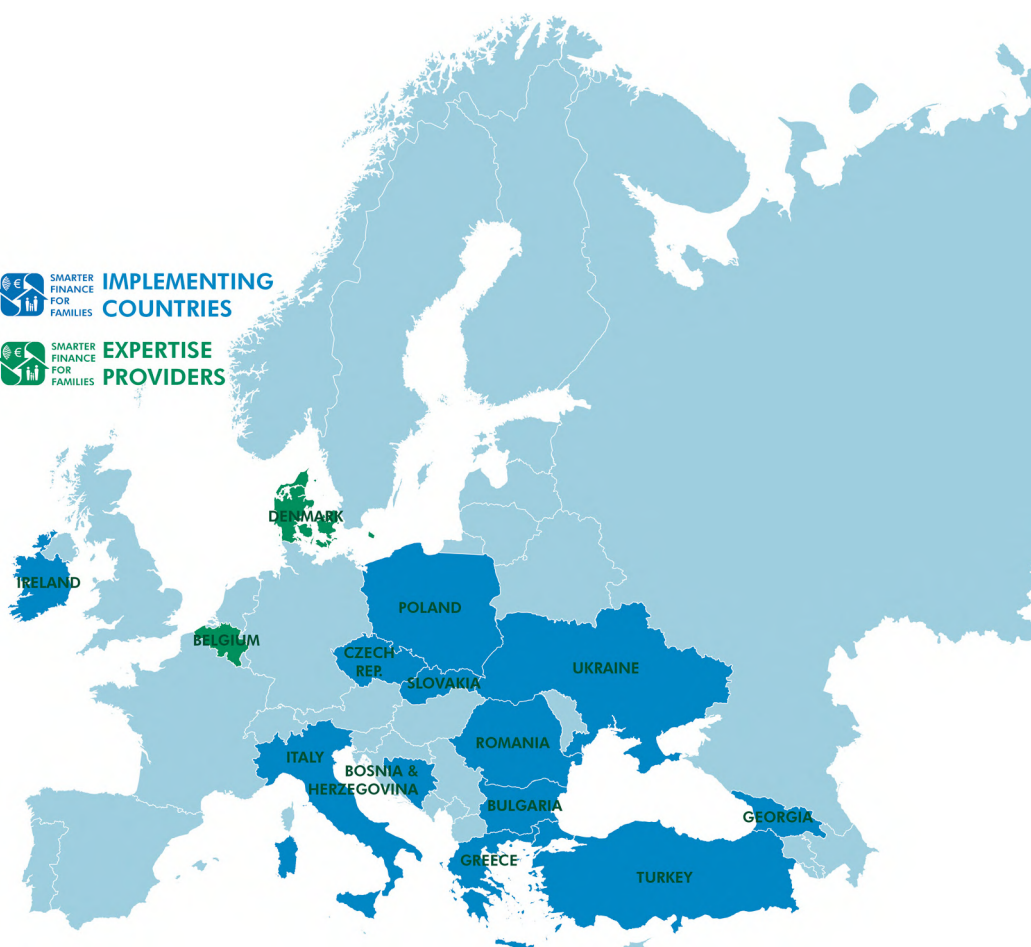 SMARTER
FINANCE
FOR
FAMILIES
IMPLEMENTING
COUNTRIES
SMARTER
FINANCE
FOR
FAMILIES
EXPERTISE
PROVIDERS
DENMARK
IRELAND
POLAND
BELGIUM
CZECH
REP.
UKRAINE
SLOVAKIA
ROMANIA
ITALY
BOSNIA &
HERZEGOVINA
BULGARIA
GEORGIA
GREECE
TURKEY